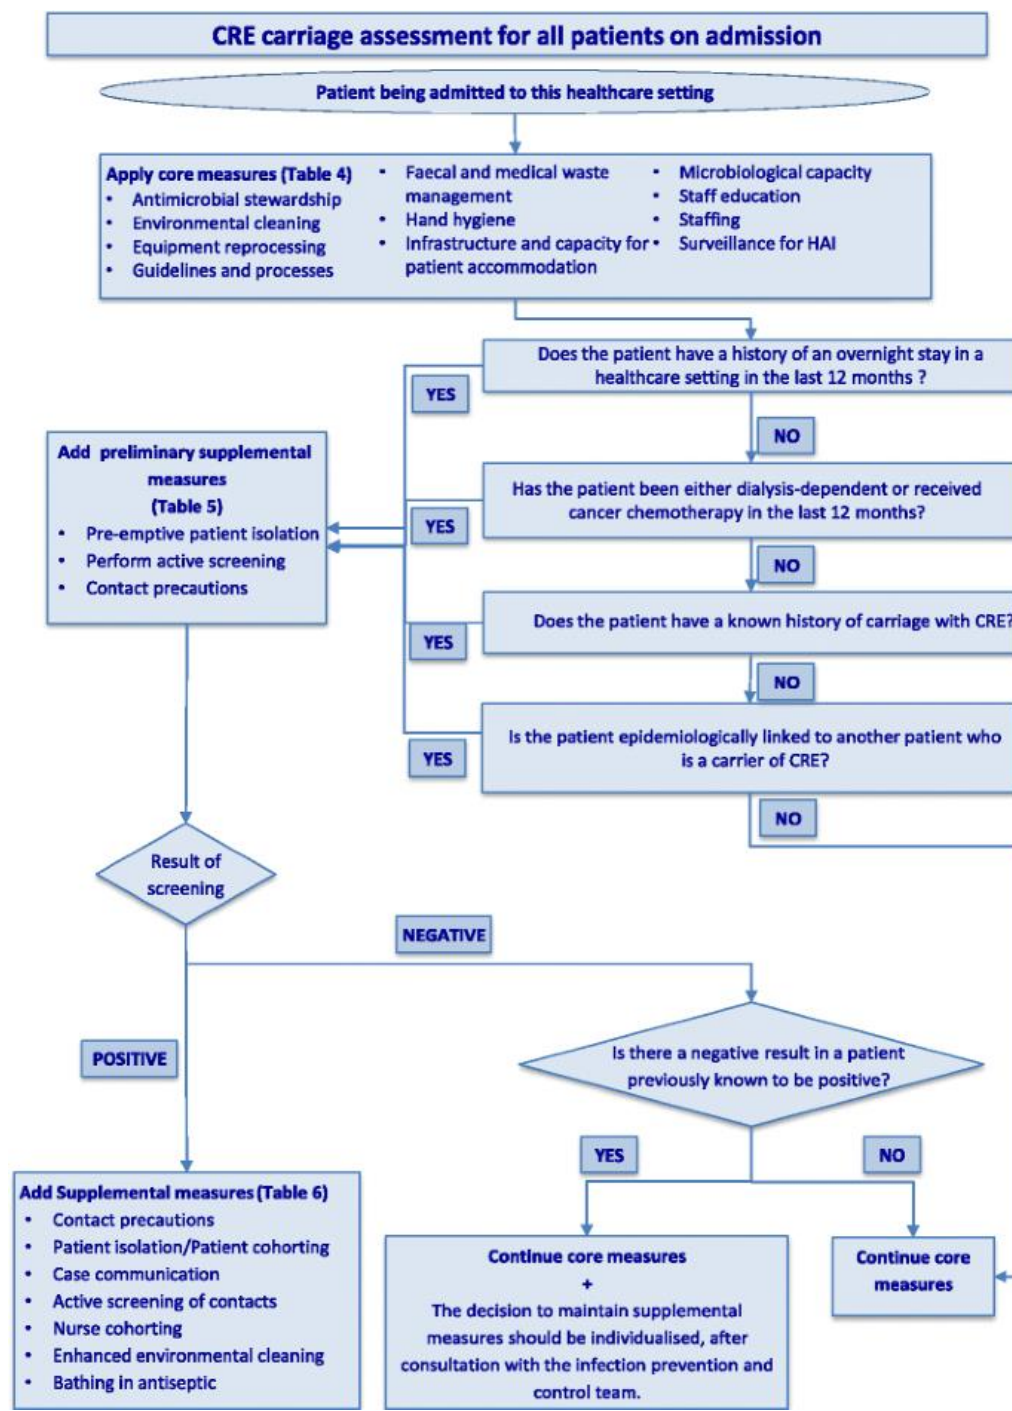 CRE carriage assessment for all patients on admission
Patient being admitted to this healthcare setting
Apply core measures (Table 4)
• Antimicrobial stewardship
• Environmental cleaning
• Equipment reprocessing
• Guidelines and processes
• Faecal and medical waste
management
• Hand hygiene
• Infrastructure and capacity for
patient accommodation
• Microbiological capacity
• Staff education
• Staffing
• Surveillance for HAI
Does the patient have a history of an overnight stay in a
healthcare setting in the last 12 months ?
YES
NO
Add preliminary supplemental
measures
(Table 5)
• Pre-emptive patient isolation
• Perform active screening
• Contact precautions
Has the patient been either dialysis-dependent or received
cancer chemotherapy in the last 12 months?
YES
NO
Does the patient have a known history of carriage with CRE?
YES
NO
Is the patient epidemiologically linked to another patient who
is a carrier of CRE?
YES
NO
Result of
screening
NEGATIVE
POSITIVE
Is there a negative result in a patient
previously known to be positive?
YES
NO
Add Supplemental measures (Table 6)
• Contact precautions
• Patient isolation/Patient cohorting
• Case communication
• Active screening of contacts
• Nurse cohorting
• Enhanced environmental cleaning
• Bathing in antiseptic
Continue core measures
+
The decision to maintain supplemental
measures should be individualised, after
consultation with the infection prevention and
control team.
Continue core
measures